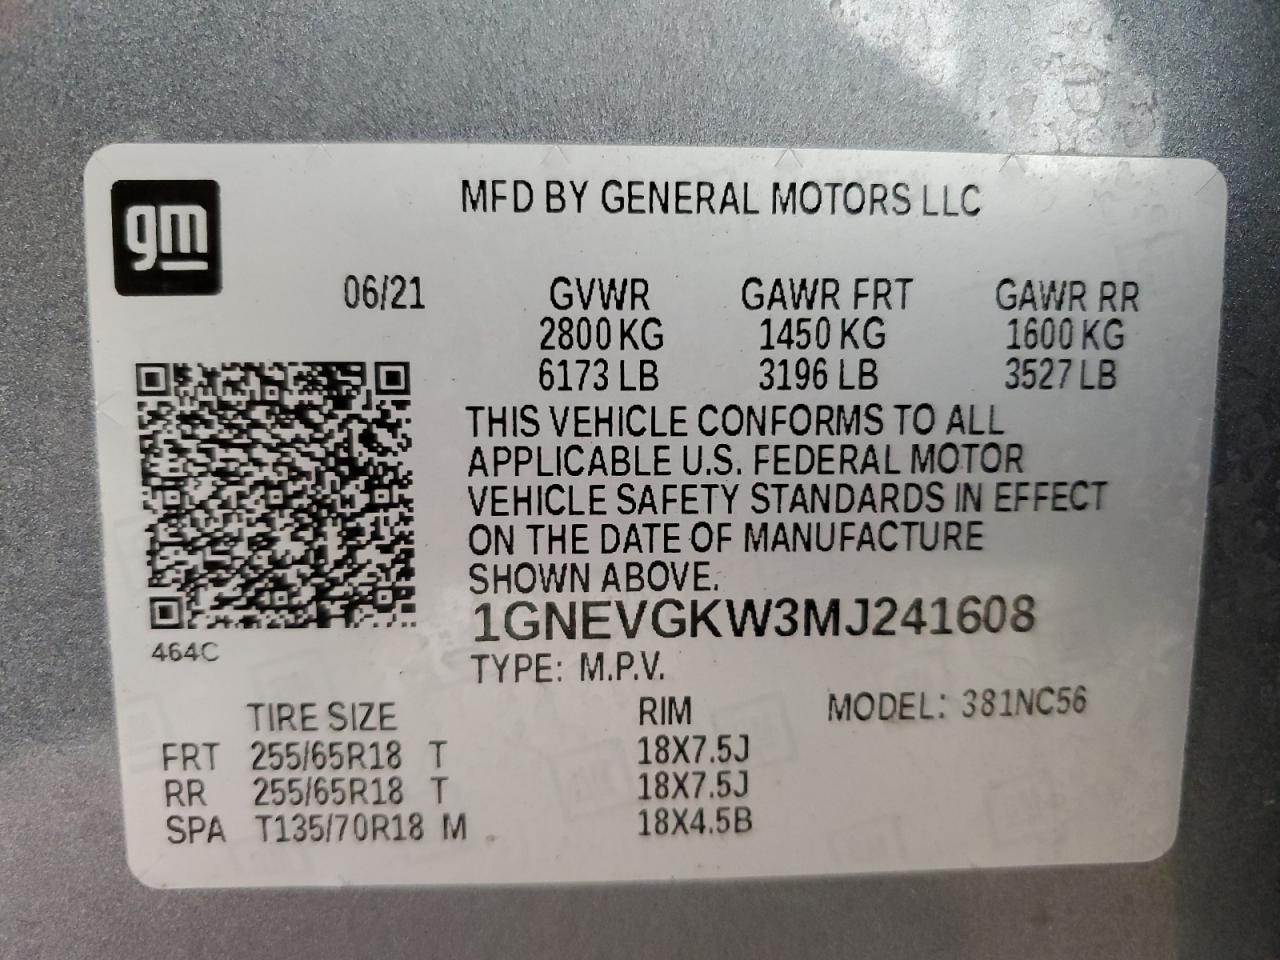 gm
MFD BY GENERAL MOTORS LLC
06/21 GVWR GAWR FRT GAWR RR
2800 KG 1450 KG 1600 KG
6173 LB 3196 LB 3527 LB
THIS VEHICLE CONFORMS TO ALL
APPLICABLE U.S. FEDERAL MOTOR
VEHICLE SAFETY STANDARDS IN EFFECT
ON THE DATE OF MANUFACTURE
SHOWN ABOVE.
1GNEVGKW3MJ241608
464C
TYPE: M.P.V.
TIRE SIZE RIM MODEL: 381NC56
FRT 255/65R18 T 18X7.5J
RR 255/65R18 T 18X7.5J
SPA T135/70R18 M 18X4.5B